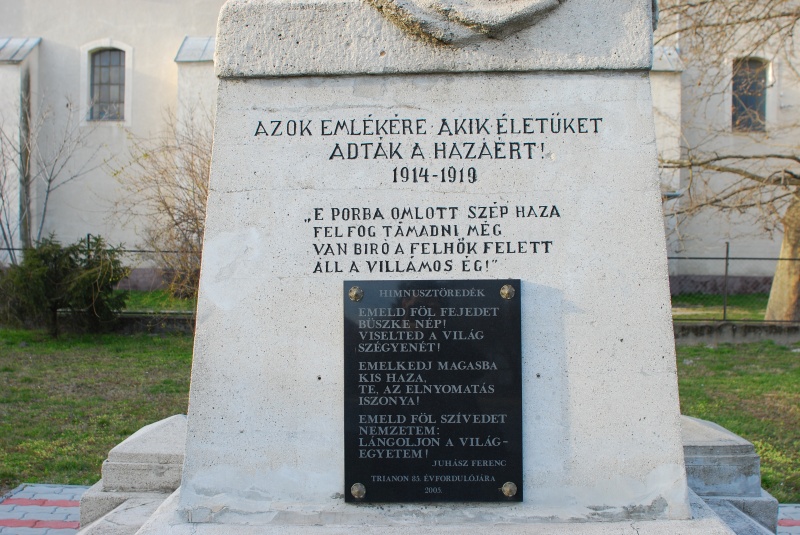 AZOK EMLÉKÉRE AKIK ÉLETÜKET
ADTÁK A HAZÁÉRT!
1914-1919
„E PORBA OMLOTT SZÉP HAZA
FELFOG TÁMADNI MÉG
VAN BIRÓ A FELHŐK FELETT
ÁLL A VILLÁMOS ÉG!"
HIMNUSZTÖREDÉK
EMELD FÖL FEJEDET
BÜSZKE NÉP!
VISELTED A VILÁG
SZÉGYENÉT!
EMELKEDJ MAGASBA
KIS HAZA,
TE, AZ ELNYOMATÁS
ISZONYA!
EMELD FÖL SZÍVEDET
NEMZETEM:
LÁNGOLJON A VILÁG-
EGYETEM!
JUHÁSZ FERENC
TRIANON 85. ÉVFORDULÓJÁRA
2005.